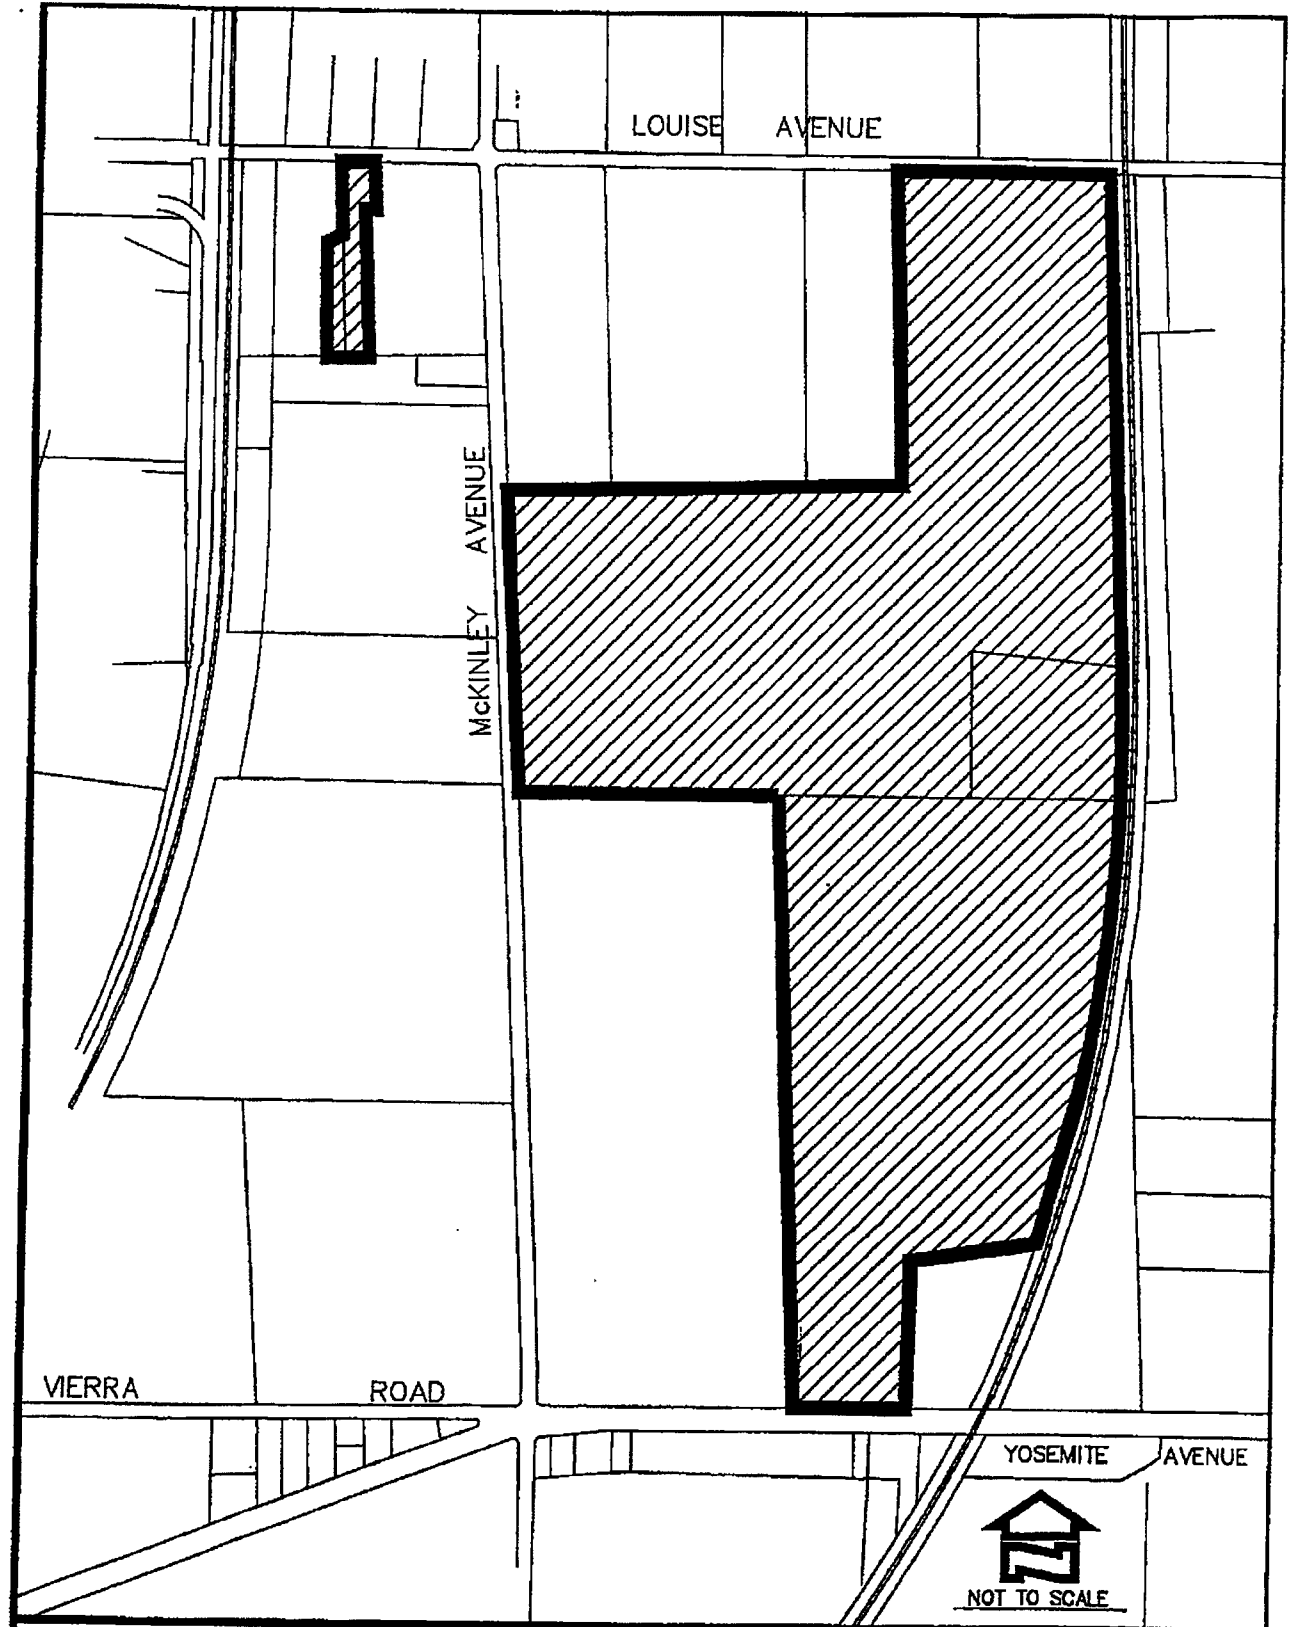 LOUISE AVENUE
McKINLEY AVENUE
VIERRA ROAD
YOSEMITE AVENUE
N
NOT TO SCALE